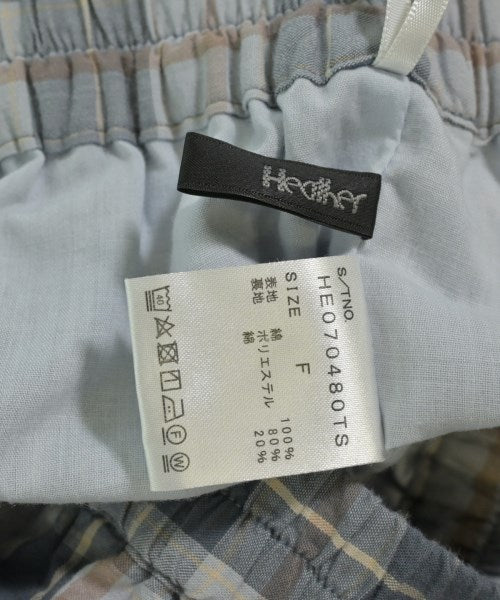 Heather
S/TNO.
HE070480TS
SIZE F
表地 綿 100%
裏地 ポリエステル 80%
綿 20%
40
F
W